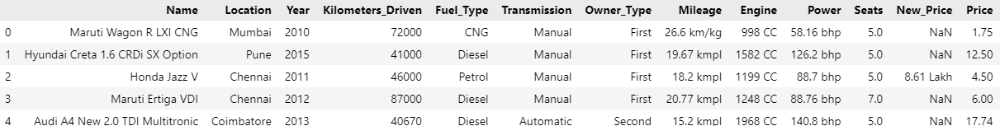 Name Location Year Kilometers_Driven Fuel_Type Transmission Owner_Type Mileage Engine Power Seats New_Price Price
0 Maruti Wagon R LXI CNG Mumbai 2010 72000 CNG Manual First 26.6 km/kg 998 CC 58.16 bhp 5.0 NaN 1.75
1 Hyundai Creta 1.6 CRDi SX Option Pune 2015 41000 Diesel Manual First 19.67 kmpl 1582 CC 126.2 bhp 5.0 NaN 12.50
2 Honda Jazz V Chennai 2011 46000 Petrol Manual First 18.2 kmpl 1199 CC 88.7 bhp 5.0 8.61 Lakh 4.50
3 Maruti Ertiga VDI Chennai 2012 87000 Diesel Manual First 20.77 kmpl 1248 CC 88.76 bhp 7.0 NaN 6.00
4 Audi A4 New 2.0 TDI Multitronic Coimbatore 2013 40670 Diesel Automatic Second 15.2 kmpl 1968 CC 140.8 bhp 5.0 NaN 17.74